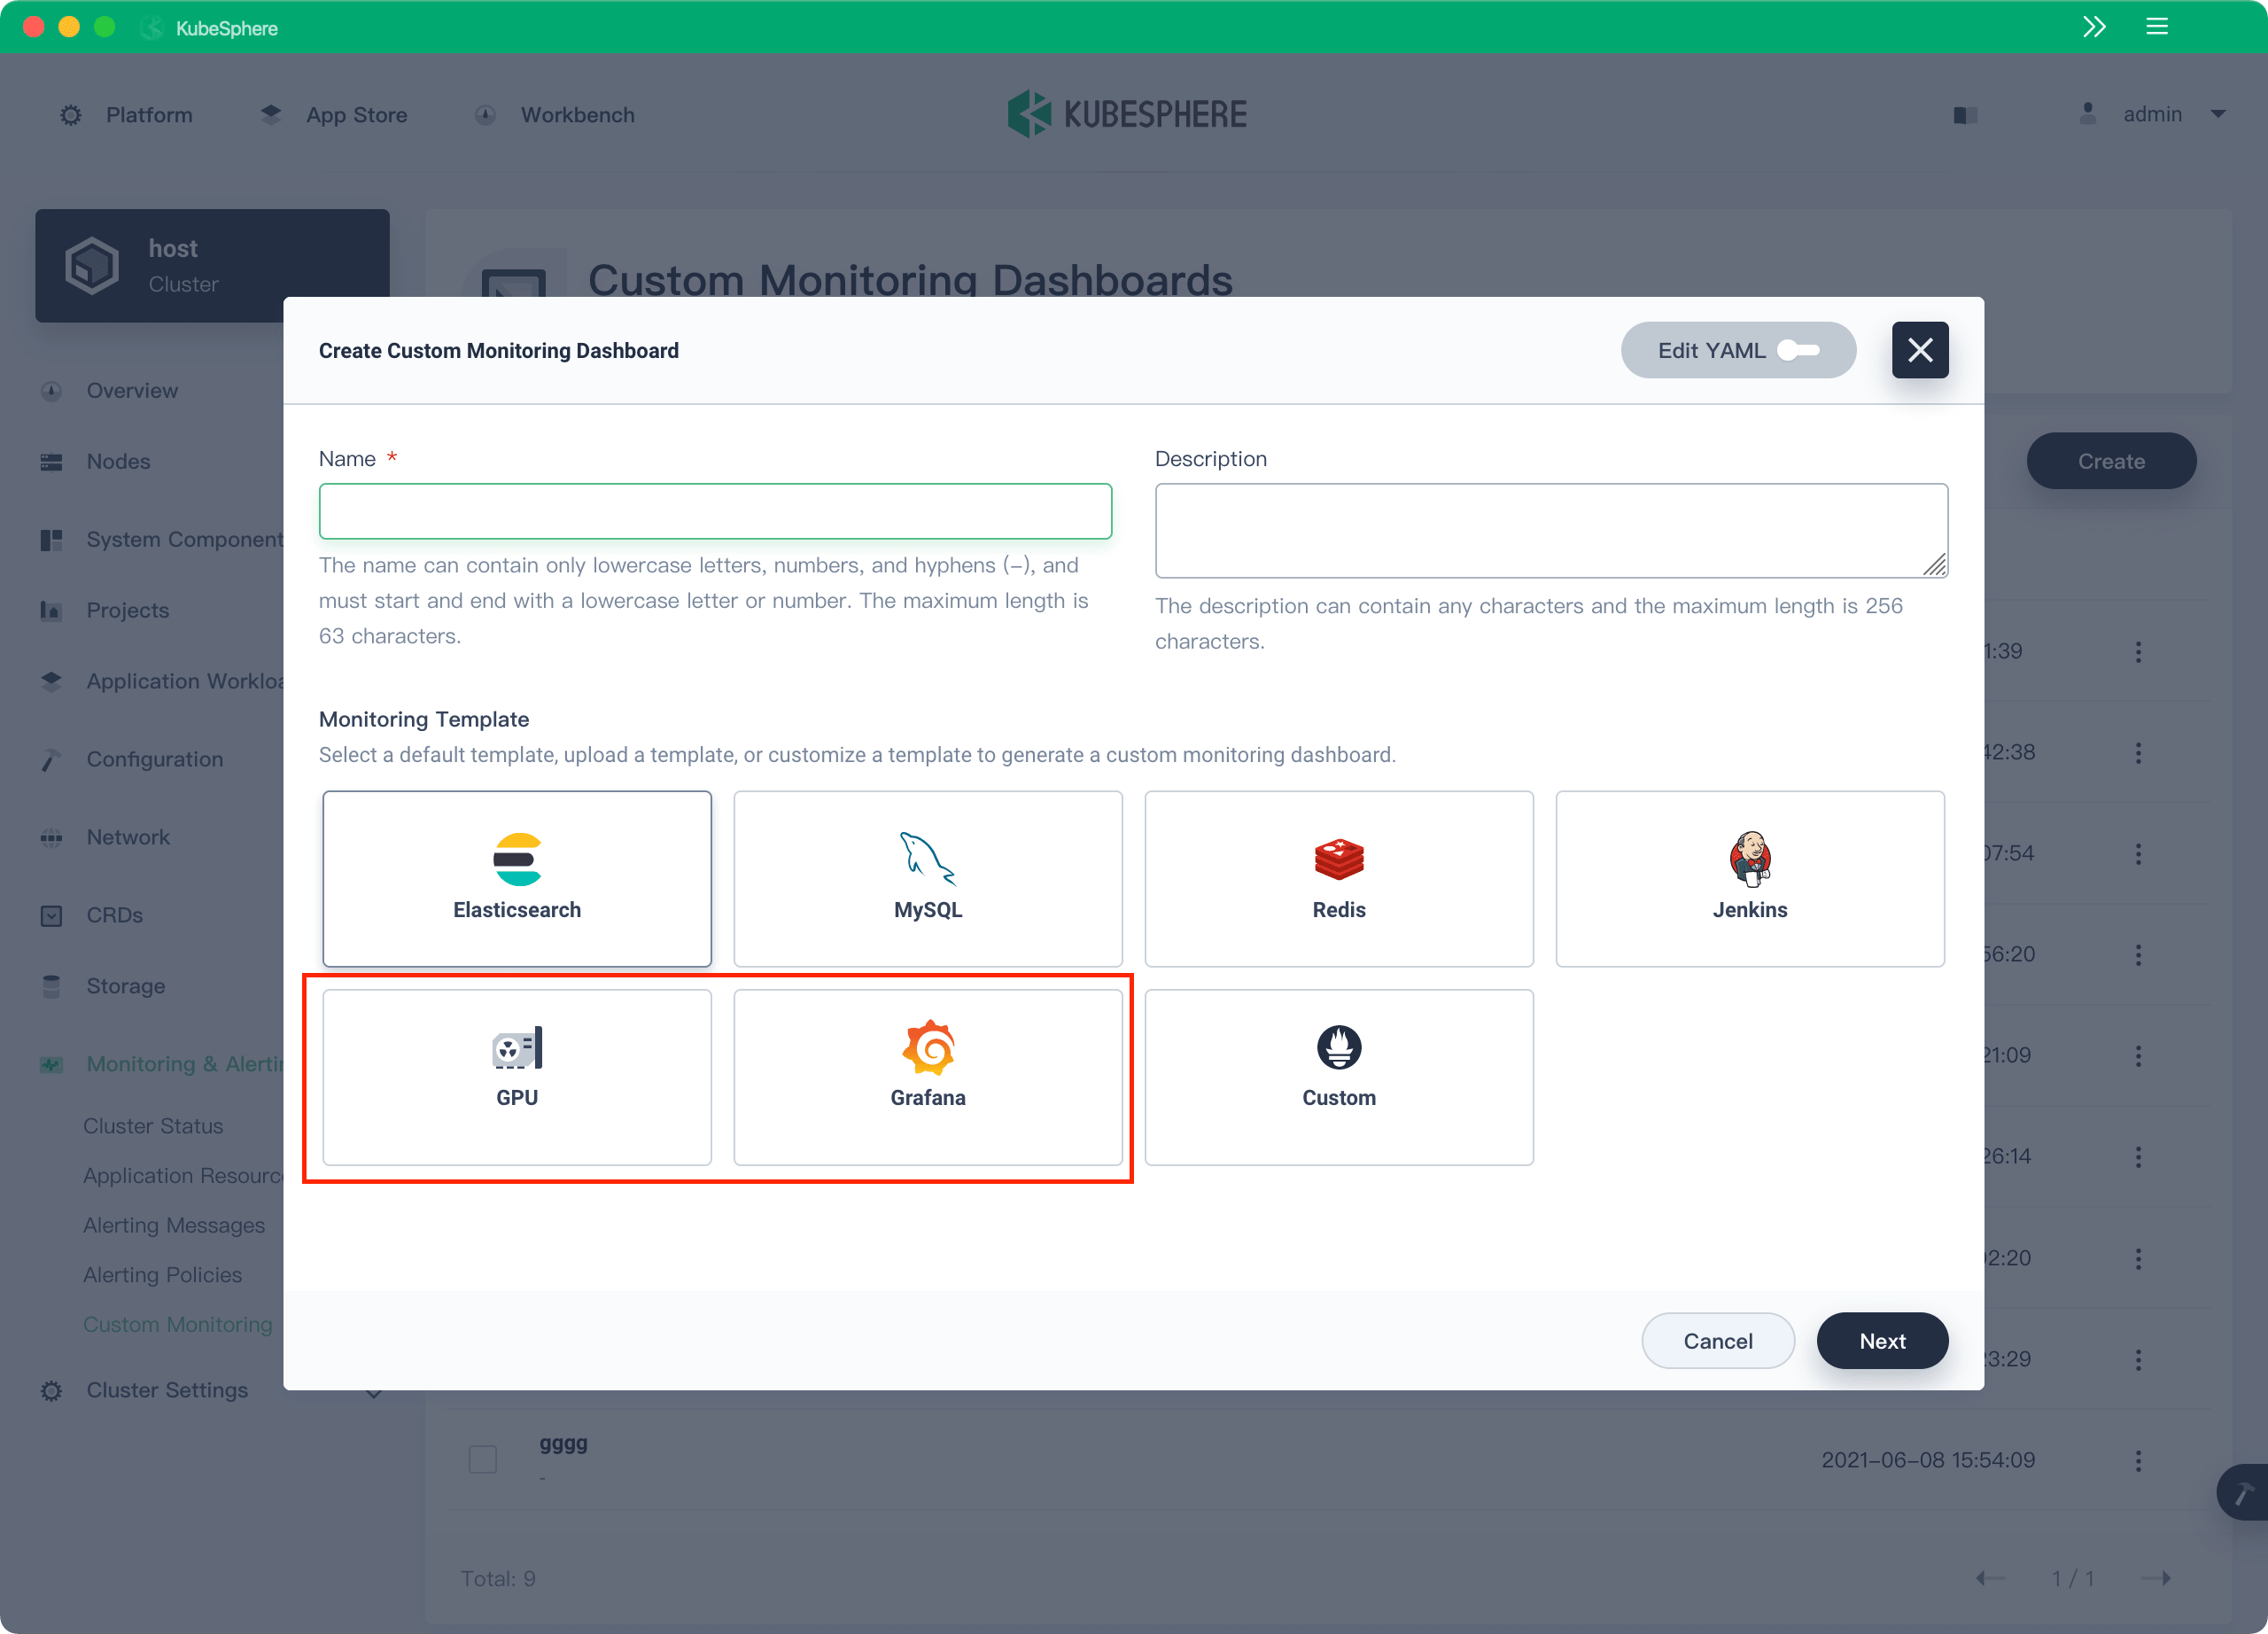 KubeSphere
Platform
App Store
Workbench
KUBESPHERE
admin
host
Cluster
Custom Monitoring Dashboards
Create Custom Monitoring Dashboard
Edit YAML
Overview
Nodes
System Component
Projects
Application Workloa
Configuration
Network
CRDs
Storage
Monitoring & Alertin
Cluster Status
Application Resourc
Alerting Messages
Alerting Policies
Custom Monitoring
Cluster Settings
Name *
The name can contain only lowercase letters, numbers, and hyphens (-), and
must start and end with a lowercase letter or number. The maximum length is
63 characters.
Description
The description can contain any characters and the maximum length is 256
characters.
Monitoring Template
Select a default template, upload a template, or customize a template to generate a custom monitoring dashboard.
Elasticsearch
MySQL
Redis
Jenkins
GPU
Grafana
Custom
Cancel
Next
Create
1:39
42:38
07:54
56:20
21:09
26:14
02:20
3:29
gggg
-
2021-06-08 15:54:09
Total: 9
1 / 1